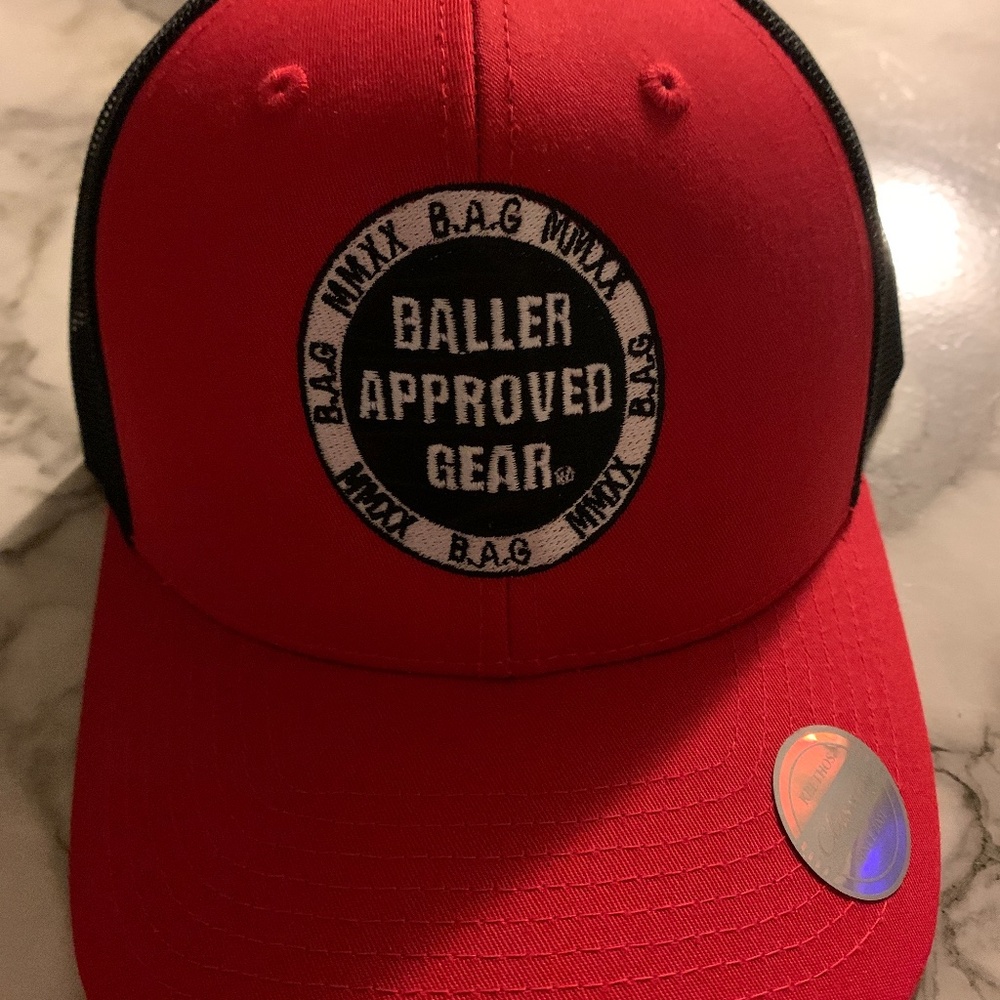 B.A.G MMXX B.A.G MMXX B.A.G MMXX B.A.G MMXX
BALLER
APPROVED
GEAR®